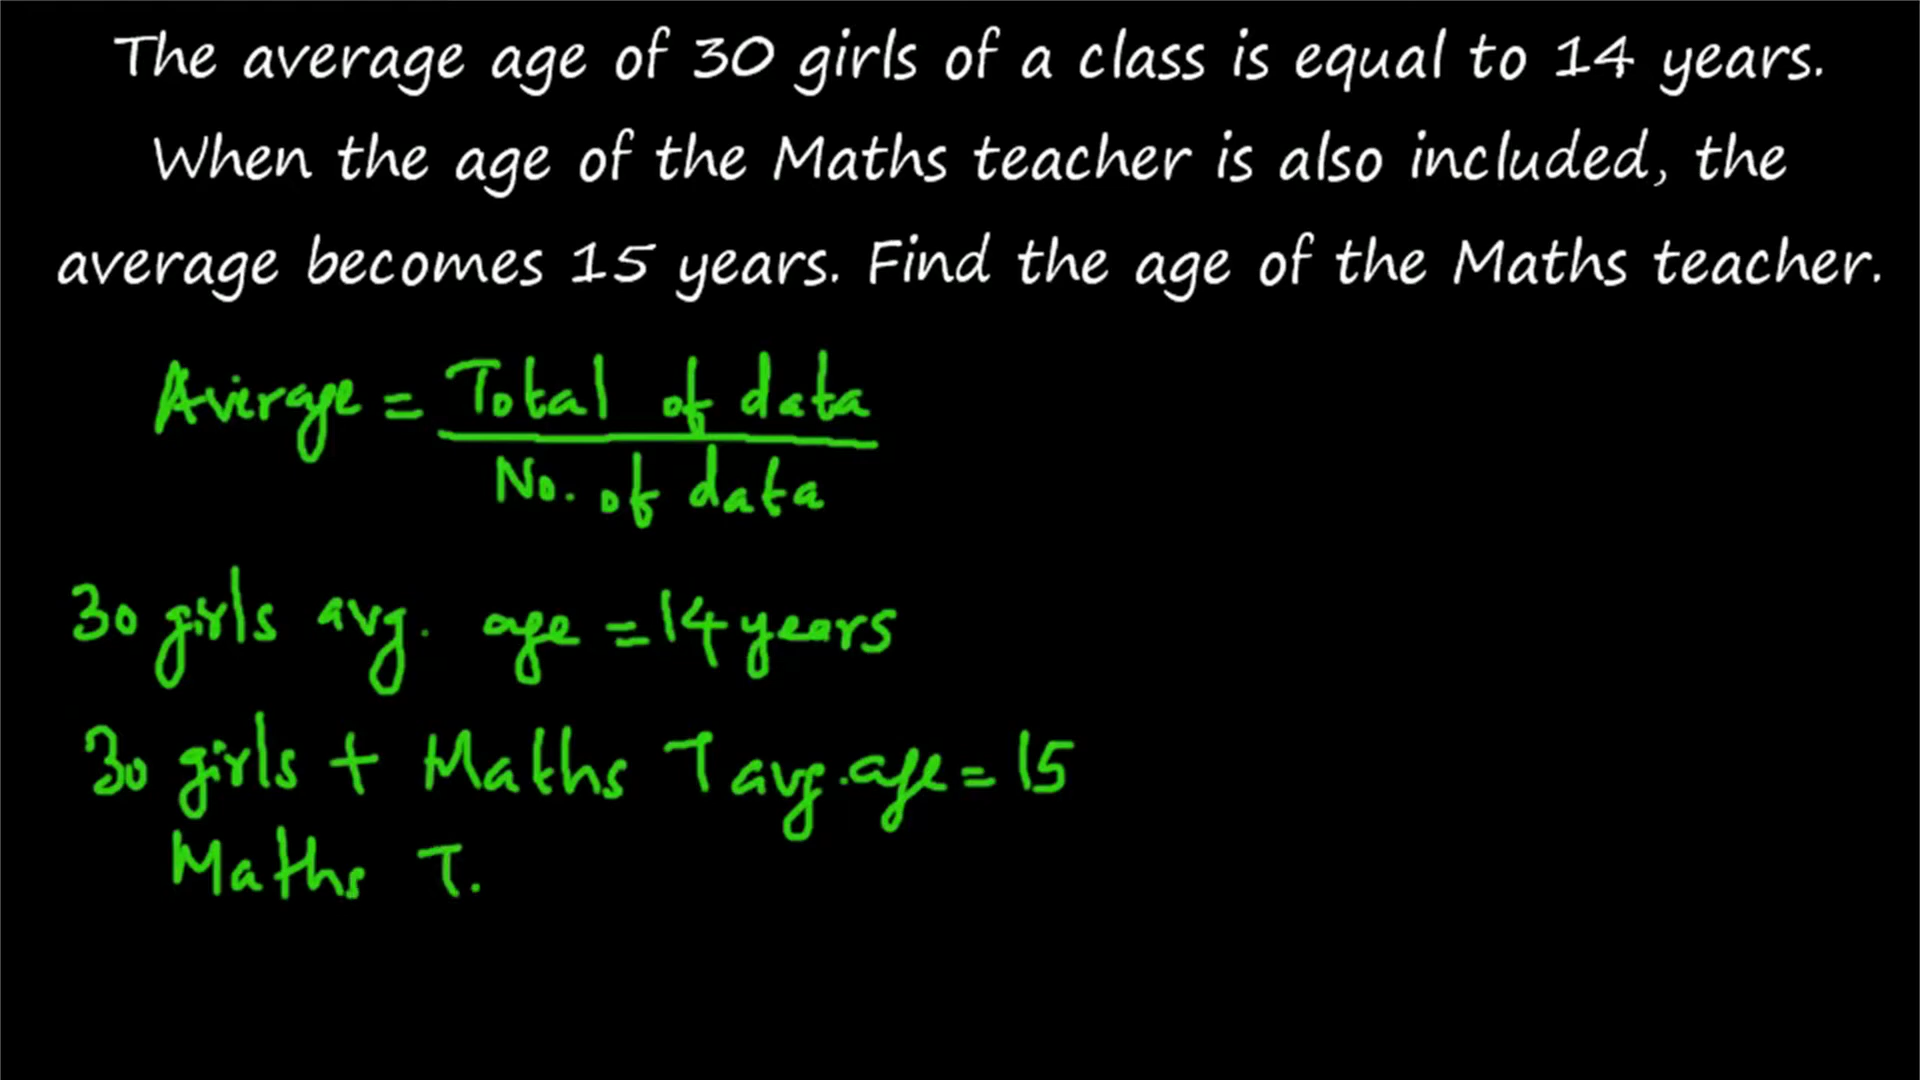 The average age of 30 girls of a class is equal to 14 years.
When the age of the Maths teacher is also included, the
average becomes 15 years. Find the age of the Maths teacher.
Average = Total of data
No. of data
30 girls avg. age = 14 years
30 girls + Maths T avg. age = 15
Maths T.